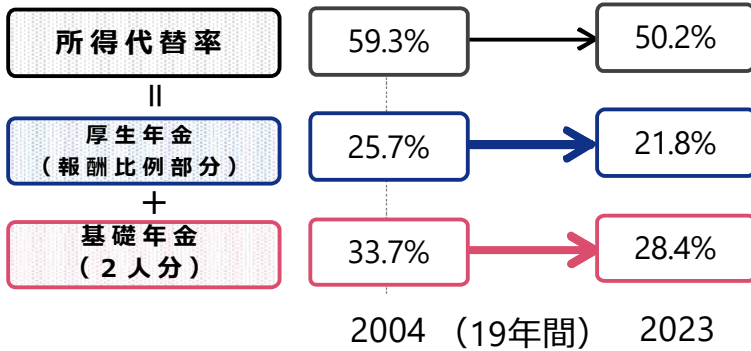 所得代替率 59.3% 50.2%
=
厚生年金
（報酬比例部分） 25.7% 21.8%
＋
基礎年金
（２人分） 33.7% 28.4%
2004 （19年間） 2023